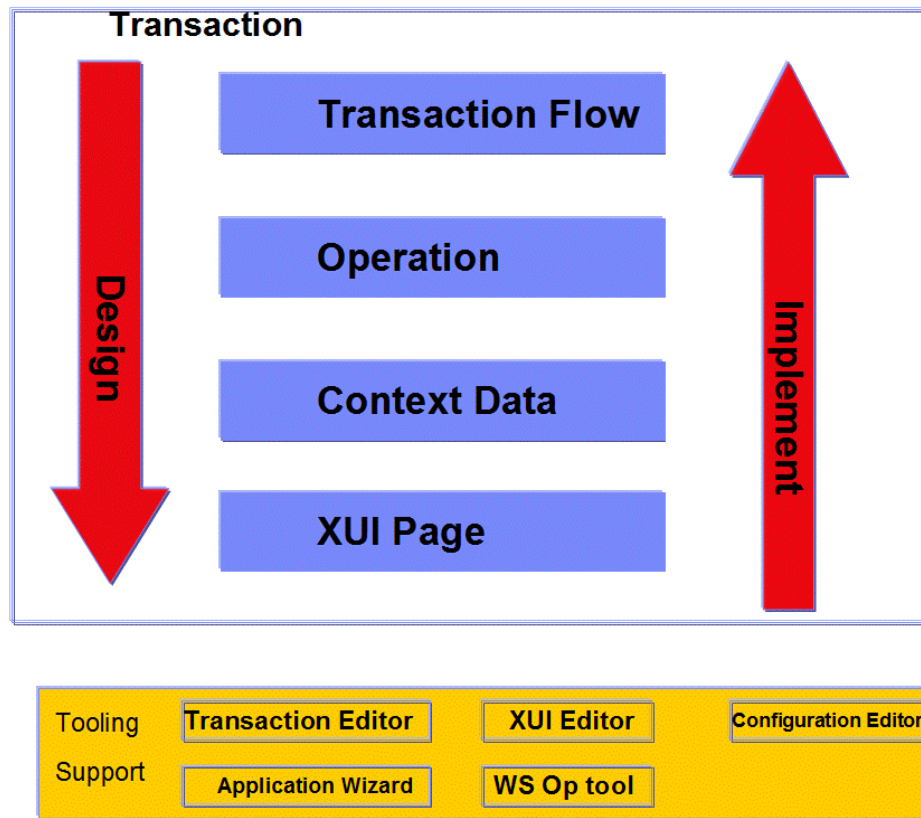 Transaction
Transaction Flow
Operation
Context Data
XUI Page
Design
Implement
Tooling
Support
Transaction Editor
XUI Editor
Configuration Editor
Application Wizard
WS Op tool